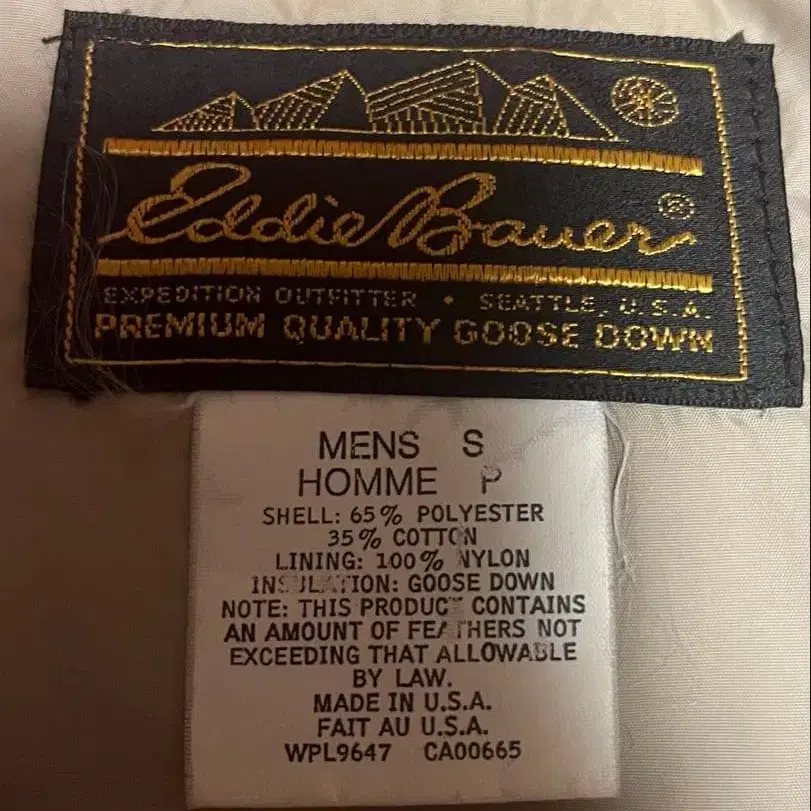 Eddie Bauer®
EXPEDITION OUTFITTER • SEATTLE, U.S.A.
PREMIUM QUALITY GOOSE DOWN
MENS S
HOMME P
SHELL: 65% POLYESTER
35% COTTON
LINING: 100% NYLON
INSULATION: GOOSE DOWN
NOTE: THIS PRODUCT CONTAINS
AN AMOUNT OF FEATHERS NOT
EXCEEDING THAT ALLOWABLE
BY LAW.
MADE IN U.S.A.
FAIT AU U.S.A.
WPL9647 CA00665